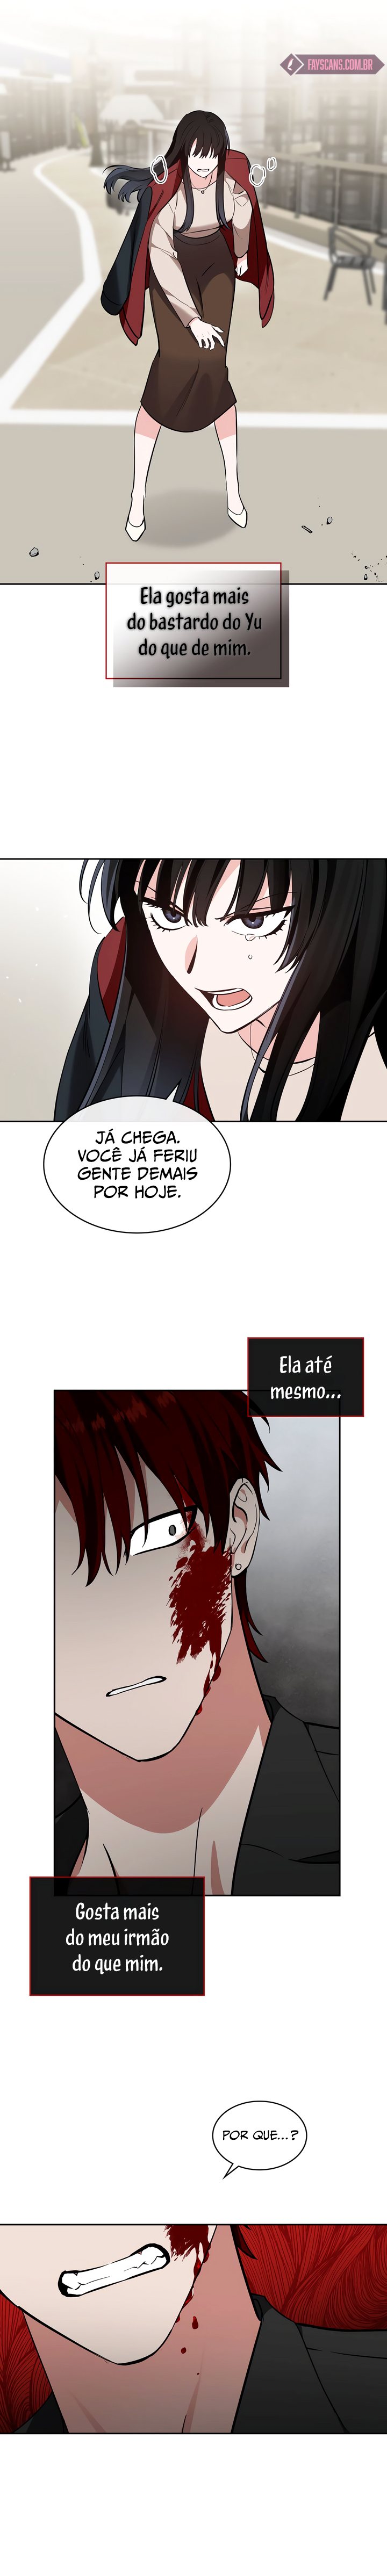 FAYSCANS.COM.BR
Ela gosta mais
do bastardo do Yu
do que de mim.
JÁ CHEGA.
VOCÊ JÁ FERIU
GENTE DEMAIS
POR HOJE.
Ela até
mesmo...
Gosta mais
do meu irmão
do que mim.
POR QUE...?